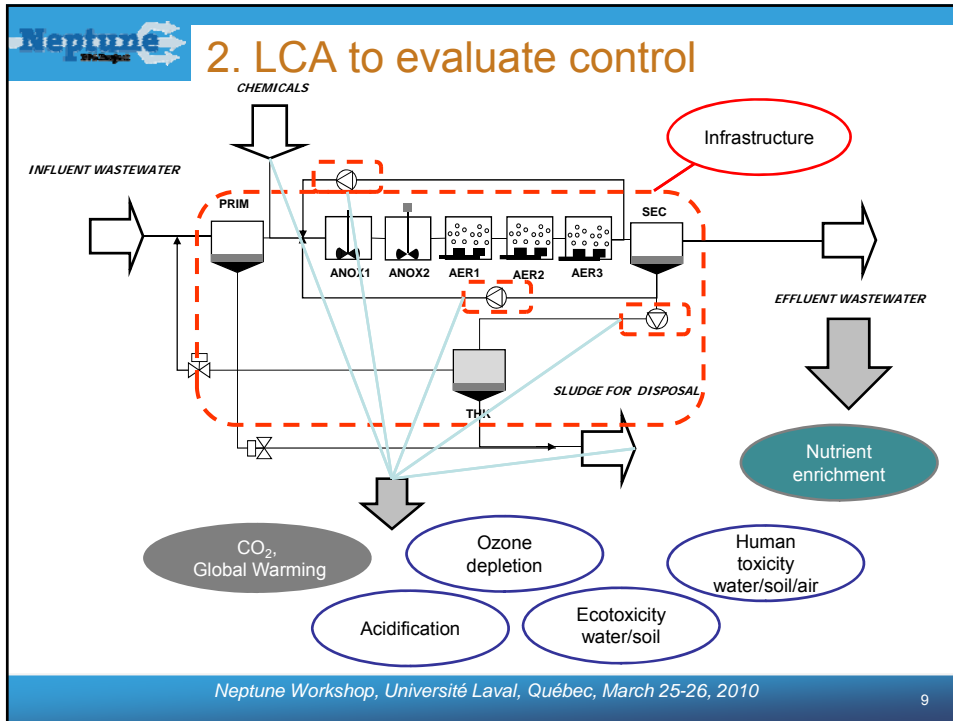 Neptune
2. LCA to evaluate control
CHEMICALS
Infrastructure
INFLUENT WASTEWATER
PRIM
SEC
ANOX1
ANOX2
AER1
AER2
AER3
EFFLUENT WASTEWATER
SLUDGE FOR DISPOSAL
THK
Nutrient
enrichment
CO₂,
Global Warming
Ozone
depletion
Human
toxicity
water/soil/air
Acidification
Ecotoxicity
water/soil
Neptune Workshop, Université Laval, Québec, March 25-26, 2010
9